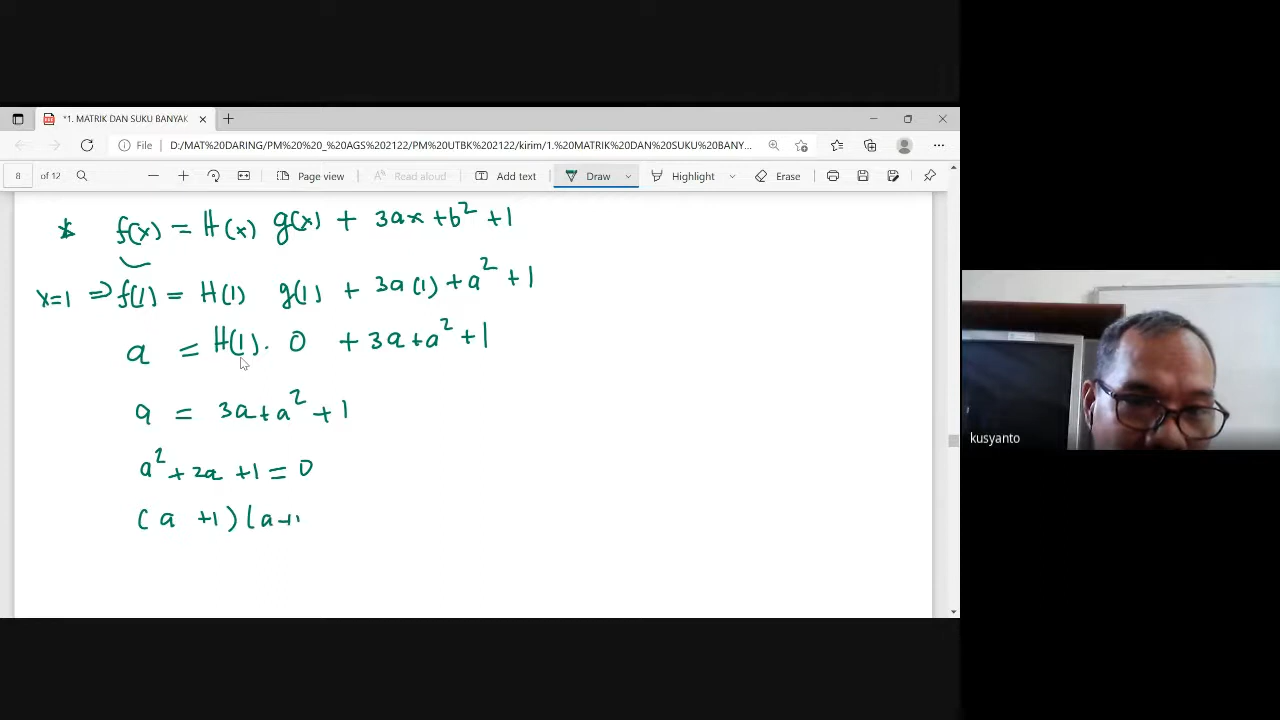 *1. MATRIK DAN SUKU BANYAK
File D:/MAT%20DARING/PM%20%20_%20AGS%202122/PM%20UTBK%202122/kirim/1.%20MATRIK%20DAN%20SUKU%20BANY...
8 of 12 Page view Read aloud Add text Draw Highlight Erase
* f(x) = H(x) g(x) + 3ax + b² + 1
x=1 ⇒ f(1) = H(1) g(1) + 3a(1) + a² + 1
a = H(1). 0 + 3a + a² + 1
a = 3a + a² + 1
a² + 2a + 1 = 0
(a + 1)(a+1
kusyanto